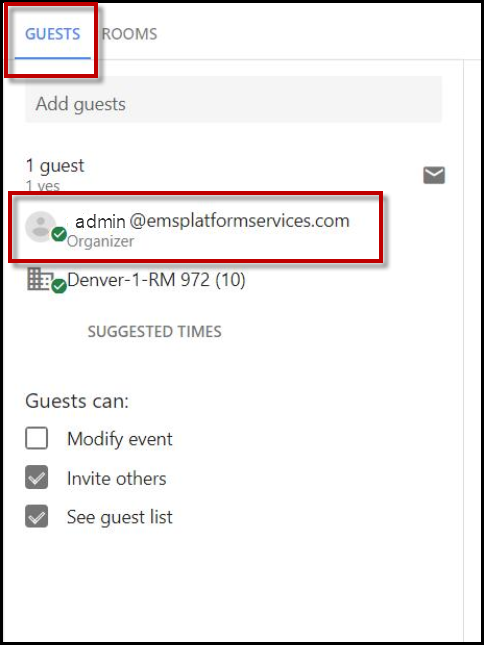 GUESTS ROOMS
Add guests
1 guest
1 yes
admin @emsplatformservices.com
Organizer
Denver-1-RM 972 (10)
SUGGESTED TIMES
Guests can:
Modify event
Invite others
See guest list